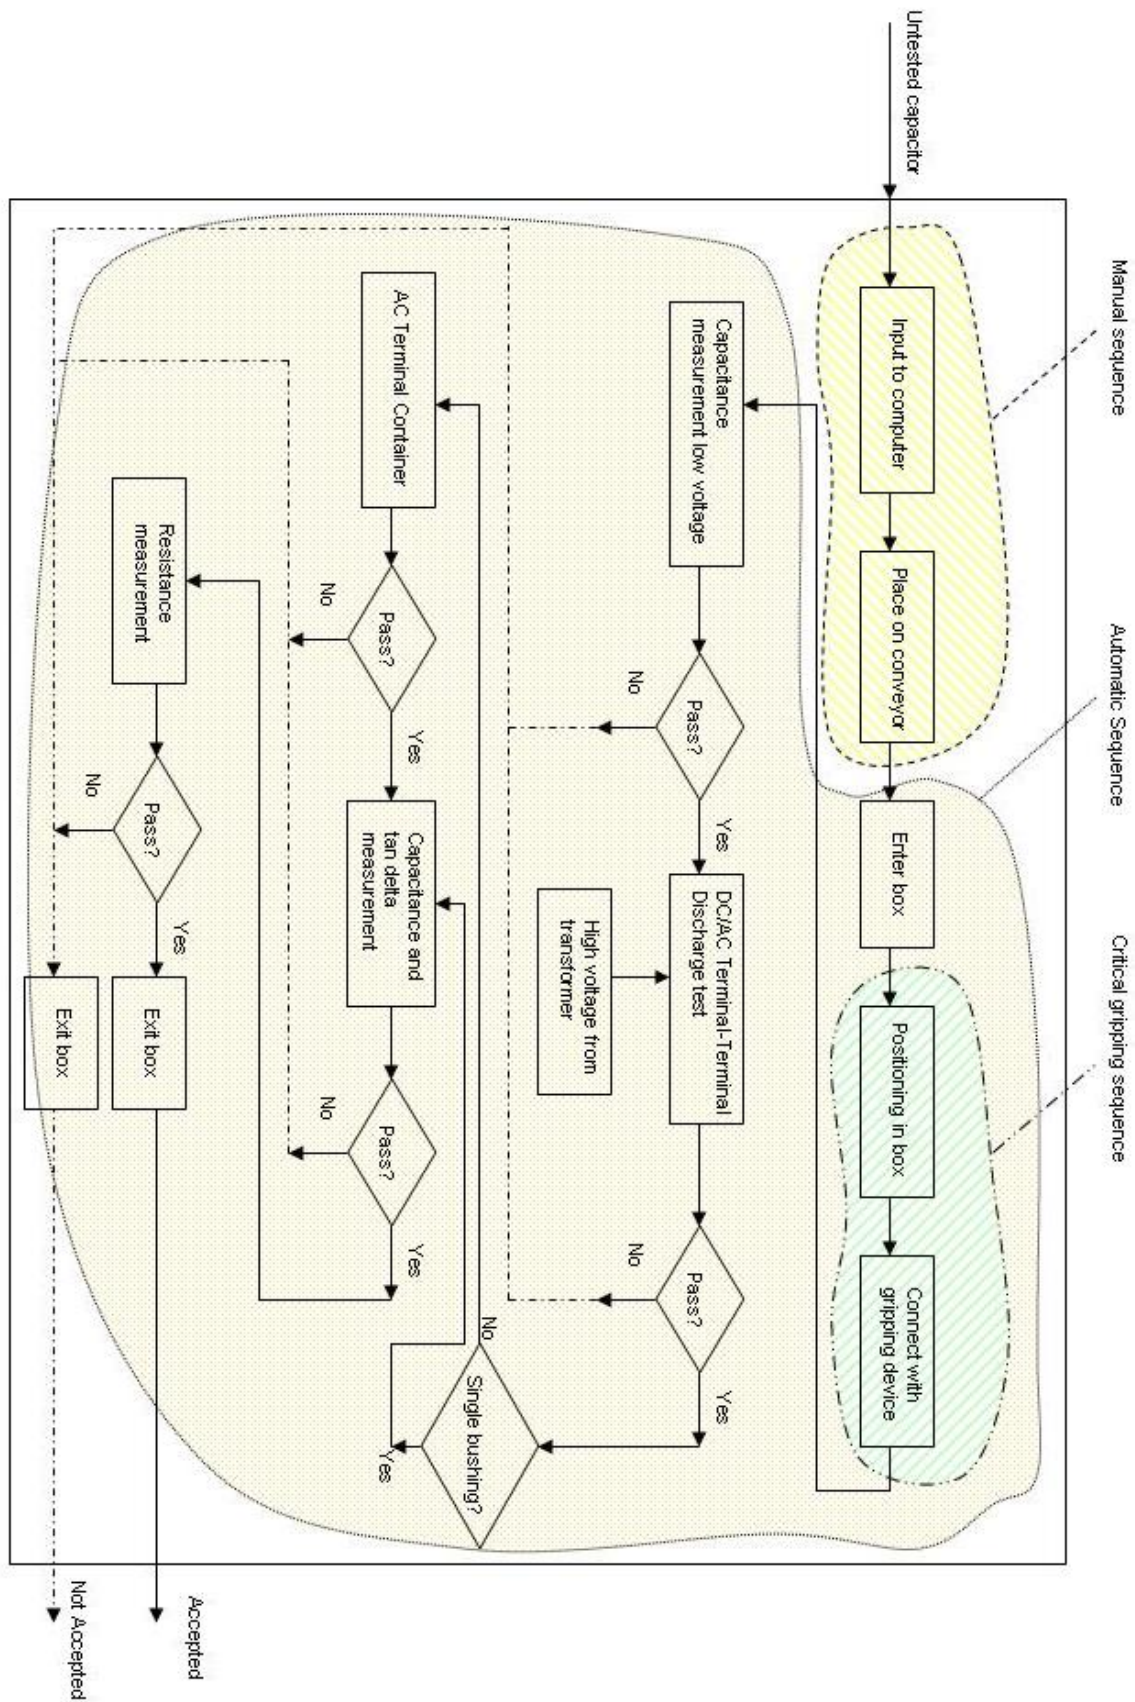 Manual sequence
Automatic Sequence
Critical gripping sequence
Untested capacitor
Input to computer
Place on conveyor
Enter box
Positioning in box
Connect with
gripping device
Capacitance
measurement low voltage
Pass?
Yes
No
DC/AC Terminal-Terminal
Discharge test
High voltage from
transformer
Pass?
Yes
No
Single bushing?
No
Yes
AC Terminal Container
Pass?
Yes
No
Capacitance and
tan delta
measurement
Pass?
Yes
No
Resistance
measurement
Pass?
Yes
No
Exit box
Accepted
Exit box
Not Accepted